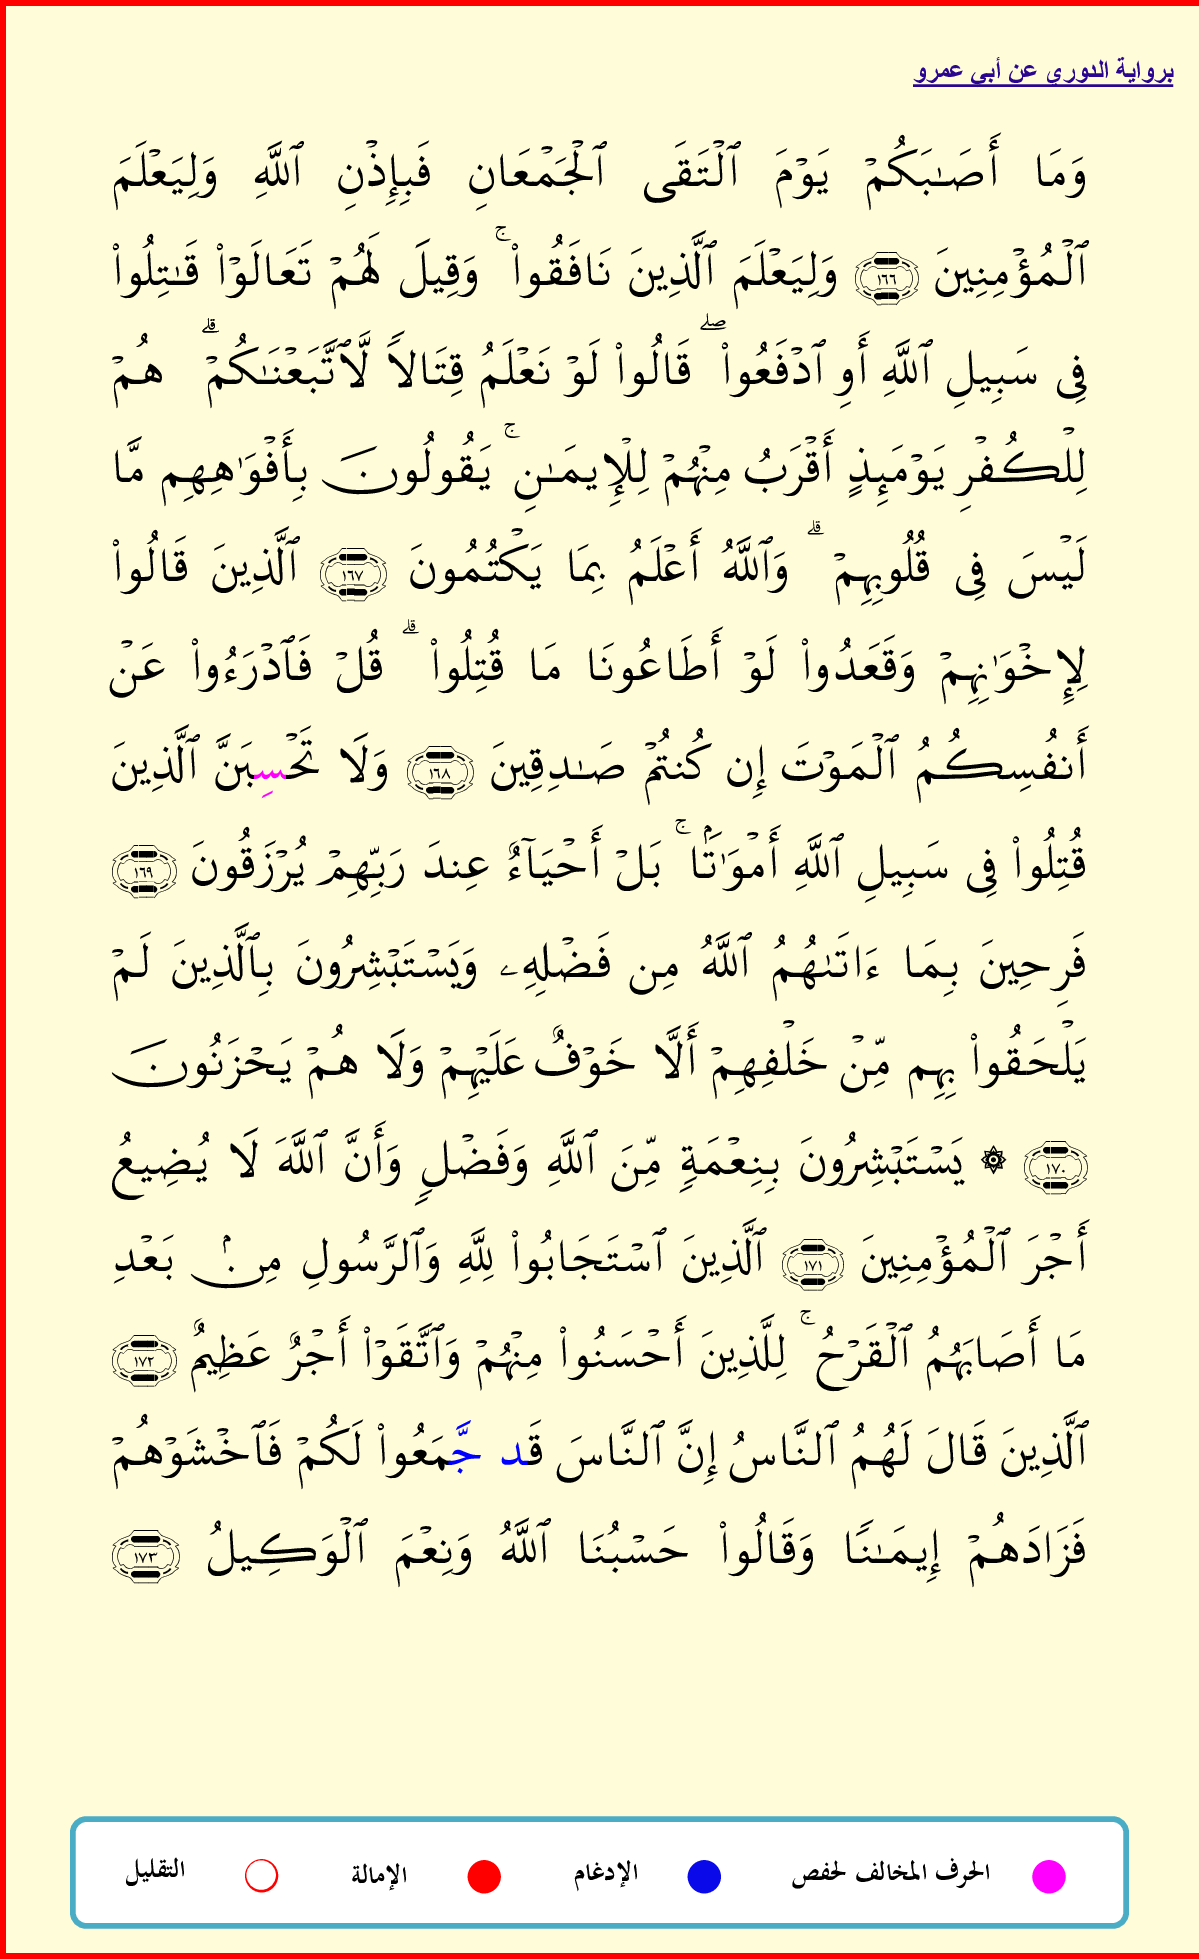 برواية الدوري عن أبي عمرو
وَمَا أَصَٰبَكُمْ يَوْمَ ٱلْتَقَى ٱلْجَمْعَانِ فَبِإِذْنِ ٱللَّهِ وَلِيَعْلَمَ
ٱلْمُؤْمِنِينَ ١٦٦ وَلِيَعْلَمَ ٱلَّذِينَ نَافَقُوا۟ ۚ وَقِيلَ لَهُمْ تَعَالَوْا۟ قَٰتِلُوا۟
فِى سَبِيلِ ٱللَّهِ أَوِ ٱدْفَعُوا۟ ۖ قَالُوا۟ لَوْ نَعْلَمُ قِتَالًا لَّٱتَّبَعْنَٰكُمْ ۗ هُمْ
لِلْكُفْرِ يَوْمَئِذٍ أَقْرَبُ مِنْهُمْ لِلْإِيمَٰنِ ۚ يَقُولُونَ بِأَفْوَٰهِهِم مَّا
لَيْسَ فِى قُلُوبِهِمْ ۗ وَٱللَّهُ أَعْلَمُ بِمَا يَكْتُمُونَ ١٦٧ ٱلَّذِينَ قَالُوا۟
لِإِخْوَٰنِهِمْ وَقَعَدُوا۟ لَوْ أَطَاعُونَا مَا قُتِلُوا۟ ۗ قُلْ فَٱدْرَءُوا۟ عَنْ
أَنفُسِكُمُ ٱلْمَوْتَ إِن كُنتُمْ صَٰدِقِينَ ١٦٨ وَلَا تَحْسِبَنَّ ٱلَّذِينَ
قُتِلُوا۟ فِى سَبِيلِ ٱللَّهِ أَمْوَٰتَۢا ۚ بَلْ أَحْيَآءٌ عِندَ رَبِّهِمْ يُرْزَقُونَ ١٦٩
فَرِحِينَ بِمَا ءَاتَىٰهُمُ ٱللَّهُ مِن فَضْلِهِۦ وَيَسْتَبْشِرُونَ بِٱلَّذِينَ لَمْ
يَلْحَقُوا۟ بِهِم مِّنْ خَلْفِهِمْ أَلَّا خَوْفٌ عَلَيْهِمْ وَلَا هُمْ يَحْزَنُونَ
١٧٠ ۞ يَسْتَبْشِرُونَ بِنِعْمَةٍ مِّنَ ٱللَّهِ وَفَضْلٍ وَأَنَّ ٱللَّهَ لَا يُضِيعُ
أَجْرَ ٱلْمُؤْمِنِينَ ١٧١ ٱلَّذِينَ ٱسْتَجَابُوا۟ لِلَّهِ وَٱلرَّسُولِ مِنۢ بَعْدِ
مَا أَصَابَهُمُ ٱلْقَرْحُ ۚ لِلَّذِينَ أَحْسَنُوا۟ مِنْهُمْ وَٱتَّقَوْا۟ أَجْرٌ عَظِيمٌ ١٧٢
ٱلَّذِينَ قَالَ لَهُمُ ٱلنَّاسُ إِنَّ ٱلنَّاسَ قَد جَّمَعُوا۟ لَكُمْ فَٱخْشَوْهُمْ
فَزَادَهُمْ إِيمَٰنًا وَقَالُوا۟ حَسْبُنَا ٱللَّهُ وَنِعْمَ ٱلْوَكِيلُ ١٧٣
الحرف المخالف لحفص الإدغام الإمالة التقليل